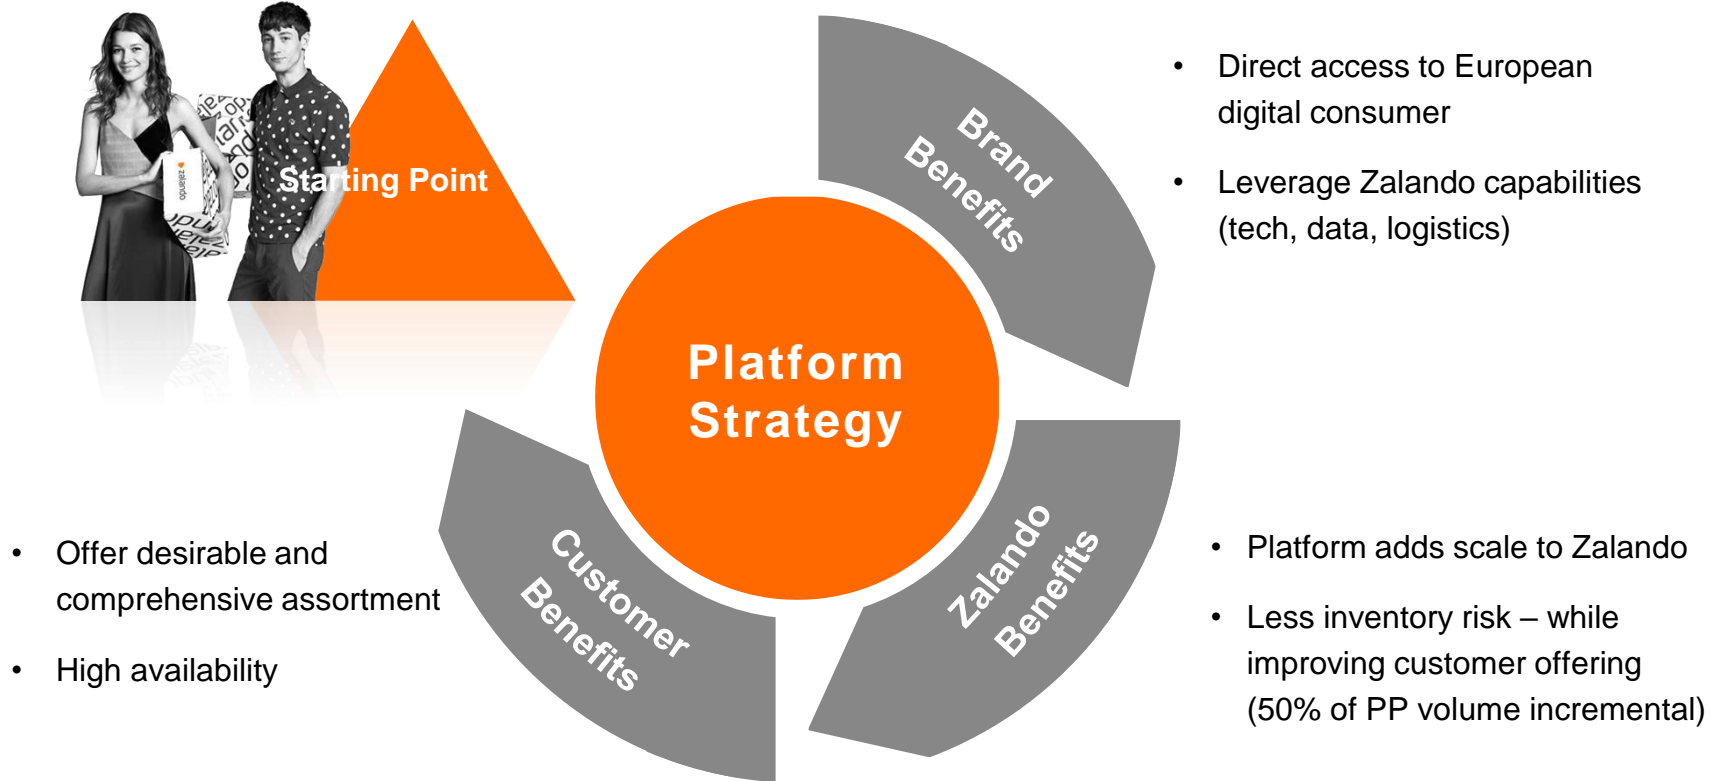 Starting Point
Platform
Strategy
Brand
Benefits
• Direct access to European
digital consumer
• Leverage Zalando capabilities
(tech, data, logistics)
Zalando
Benefits
• Platform adds scale to Zalando
• Less inventory risk – while
improving customer offering
(50% of PP volume incremental)
Customer
Benefits
• Offer desirable and
comprehensive assortment
• High availability
zalando